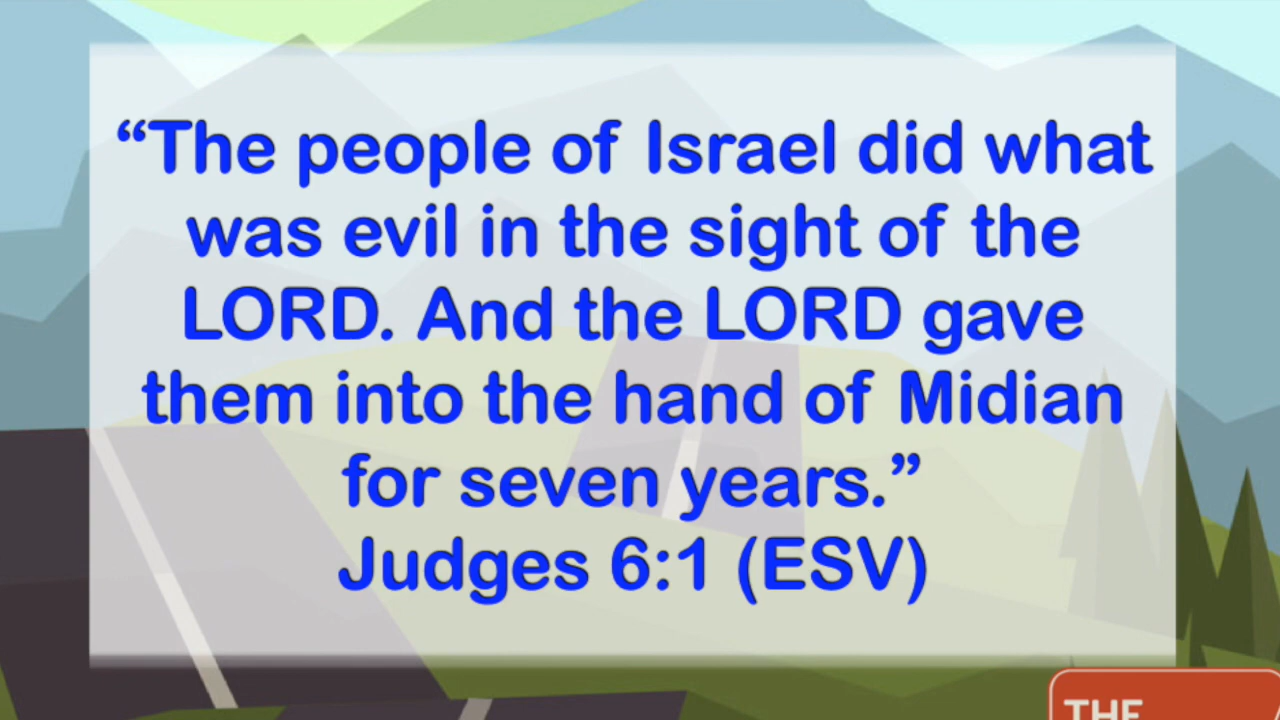 “The people of Israel did what
was evil in the sight of the
LORD. And the LORD gave
them into the hand of Midian
for seven years.”
Judges 6:1 (ESV)
THE